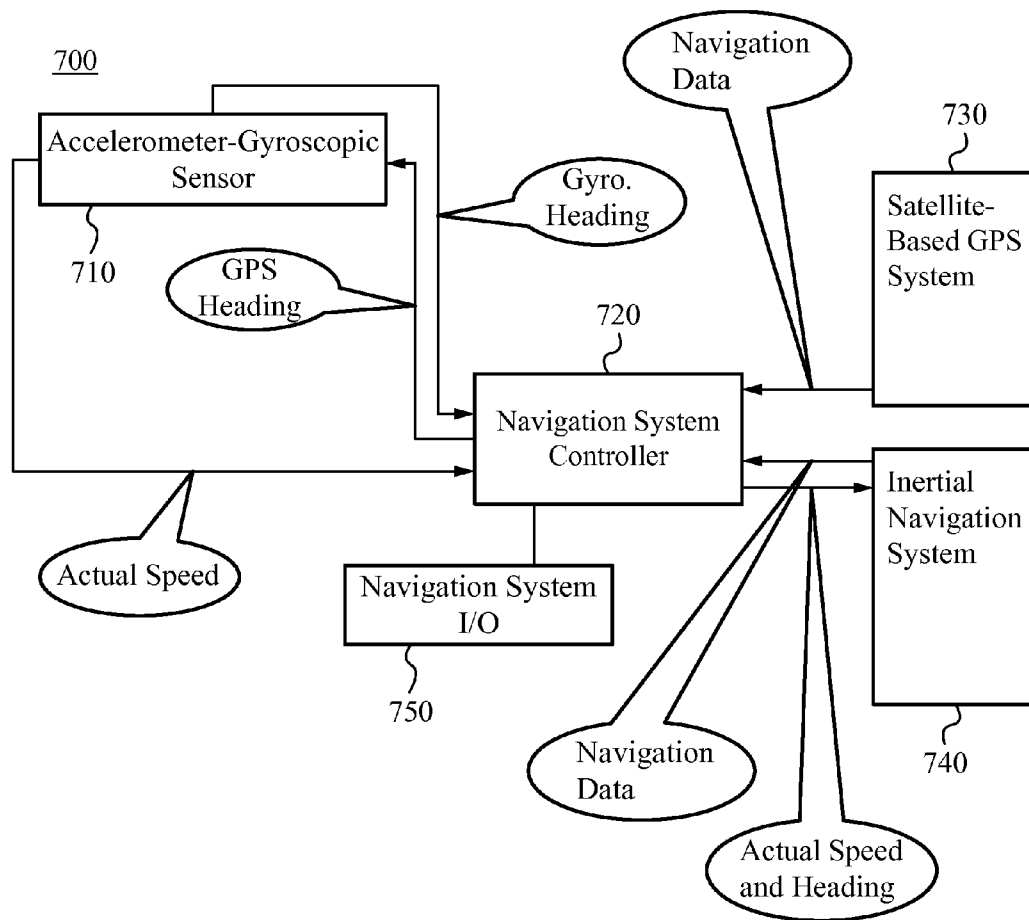 700
Accelerometer-Gyroscopic
Sensor
710
GPS
Heading
Gyro.
Heading
Navigation
Data
730
Satellite-
Based GPS
System
720
Navigation System
Controller
Inertial
Navigation
System
740
Actual Speed
Navigation System
I/O
750
Navigation
Data
Actual Speed
and Heading